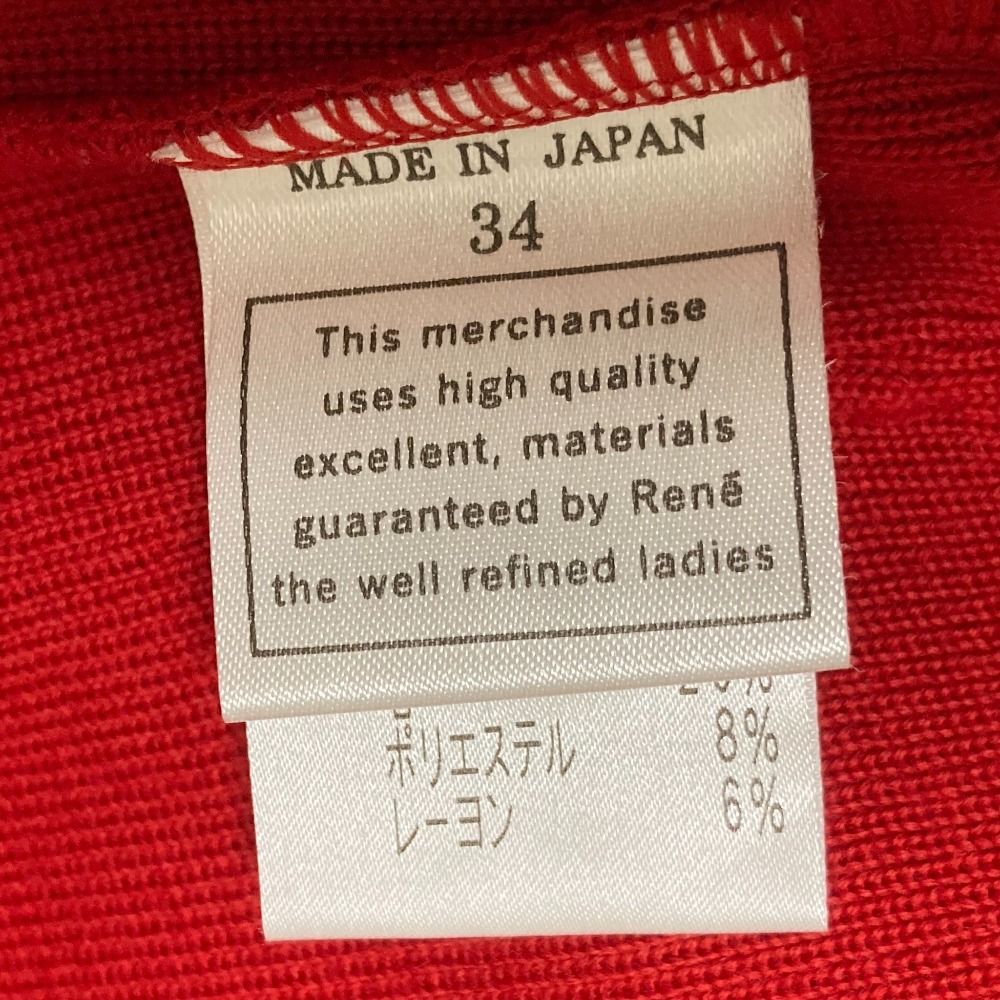 MADE IN JAPAN
34
This merchandise
uses high quality
excellent, materials
guaranteed by René
the well refined ladies
ポリエステル 8%
レーヨン 6%